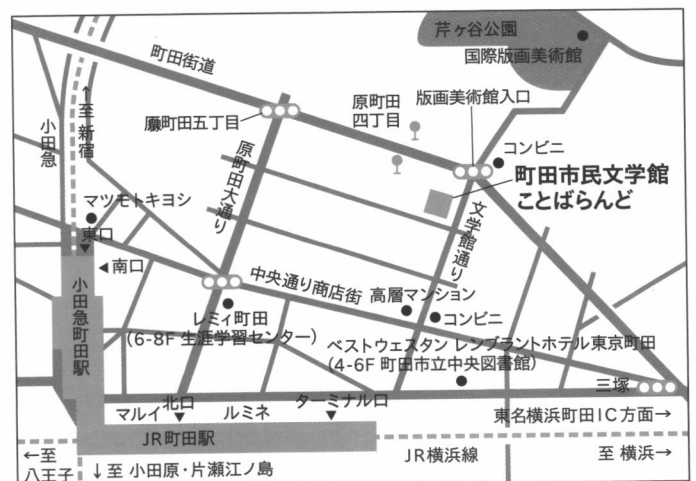 芹ヶ谷公園
国際版画美術館
町田街道
原町田
四丁目
版画美術館入口
原町田五丁目
↑至 新宿
小田急
コンビニ
町田市民文学館
ことばらんど
原町田大通り
文学館通り
マツモトキヨシ
東口
南口
小田急町田駅
中央通り商店街
高層マンション
コンビニ
レミィ町田
(6-8F 生涯学習センター)
ベストウェスタン レンブラントホテル東京町田
(4-6F 町田市立中央図書館)
三塚
マルイ
北口
ルミネ
ターミナル口
東名横浜町田IC方面→
JR町田駅
JR横浜線
至 横浜→
←至
八王子
↓至 小田原・片瀬江ノ島